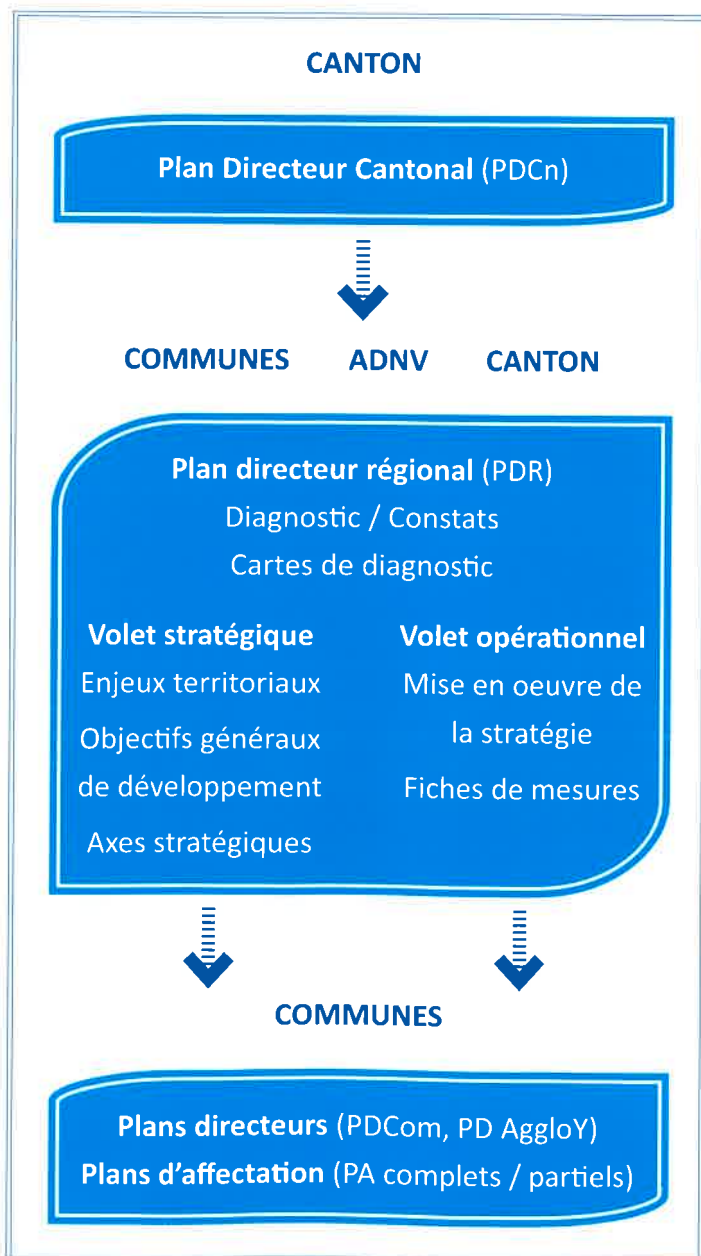 CANTON
Plan Directeur Cantonal (PDCn)
COMMUNES ADNV CANTON
Plan directeur régional (PDR)
Diagnostic / Constats
Cartes de diagnostic
Volet stratégique
Enjeux territoriaux
Objectifs généraux
de développement
Axes stratégiques
Volet opérationnel
Mise en oeuvre de
la stratégie
Fiches de mesures
COMMUNES
Plans directeurs (PDCom, PD AggloY)
Plans d'affectation (PA complets / partiels)